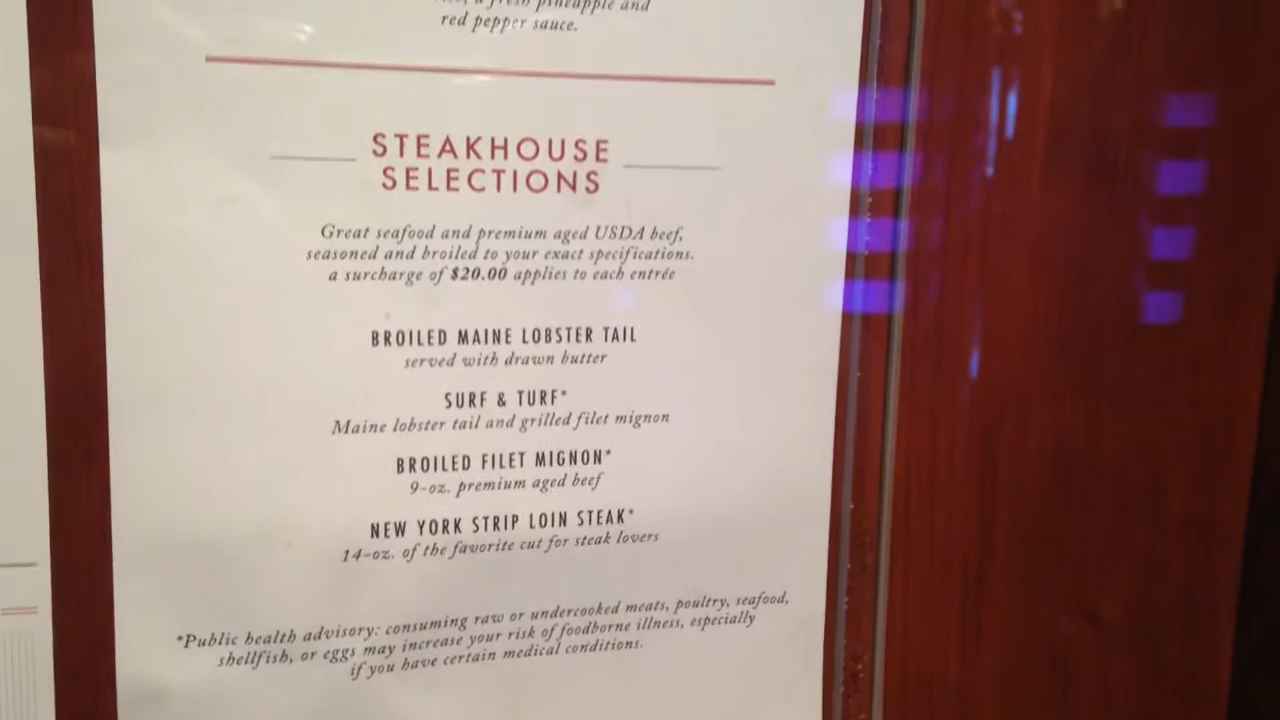 a fresh pineapple and
red pepper sauce.
STEAKHOUSE
SELECTIONS
Great seafood and premium aged USDA beef,
seasoned and broiled to your exact specifications.
a surcharge of $20.00 applies to each entrée
BROILED MAINE LOBSTER TAIL
served with drawn butter
SURF & TURF*
Maine lobster tail and grilled filet mignon
BROILED FILET MIGNON*
9-oz. premium aged beef
NEW YORK STRIP LOIN STEAK*
14-oz. of the favorite cut for steak lovers
*Public health advisory: consuming raw or undercooked meats, poultry, seafood,
shellfish, or eggs may increase your risk of foodborne illness, especially
if you have certain medical conditions.